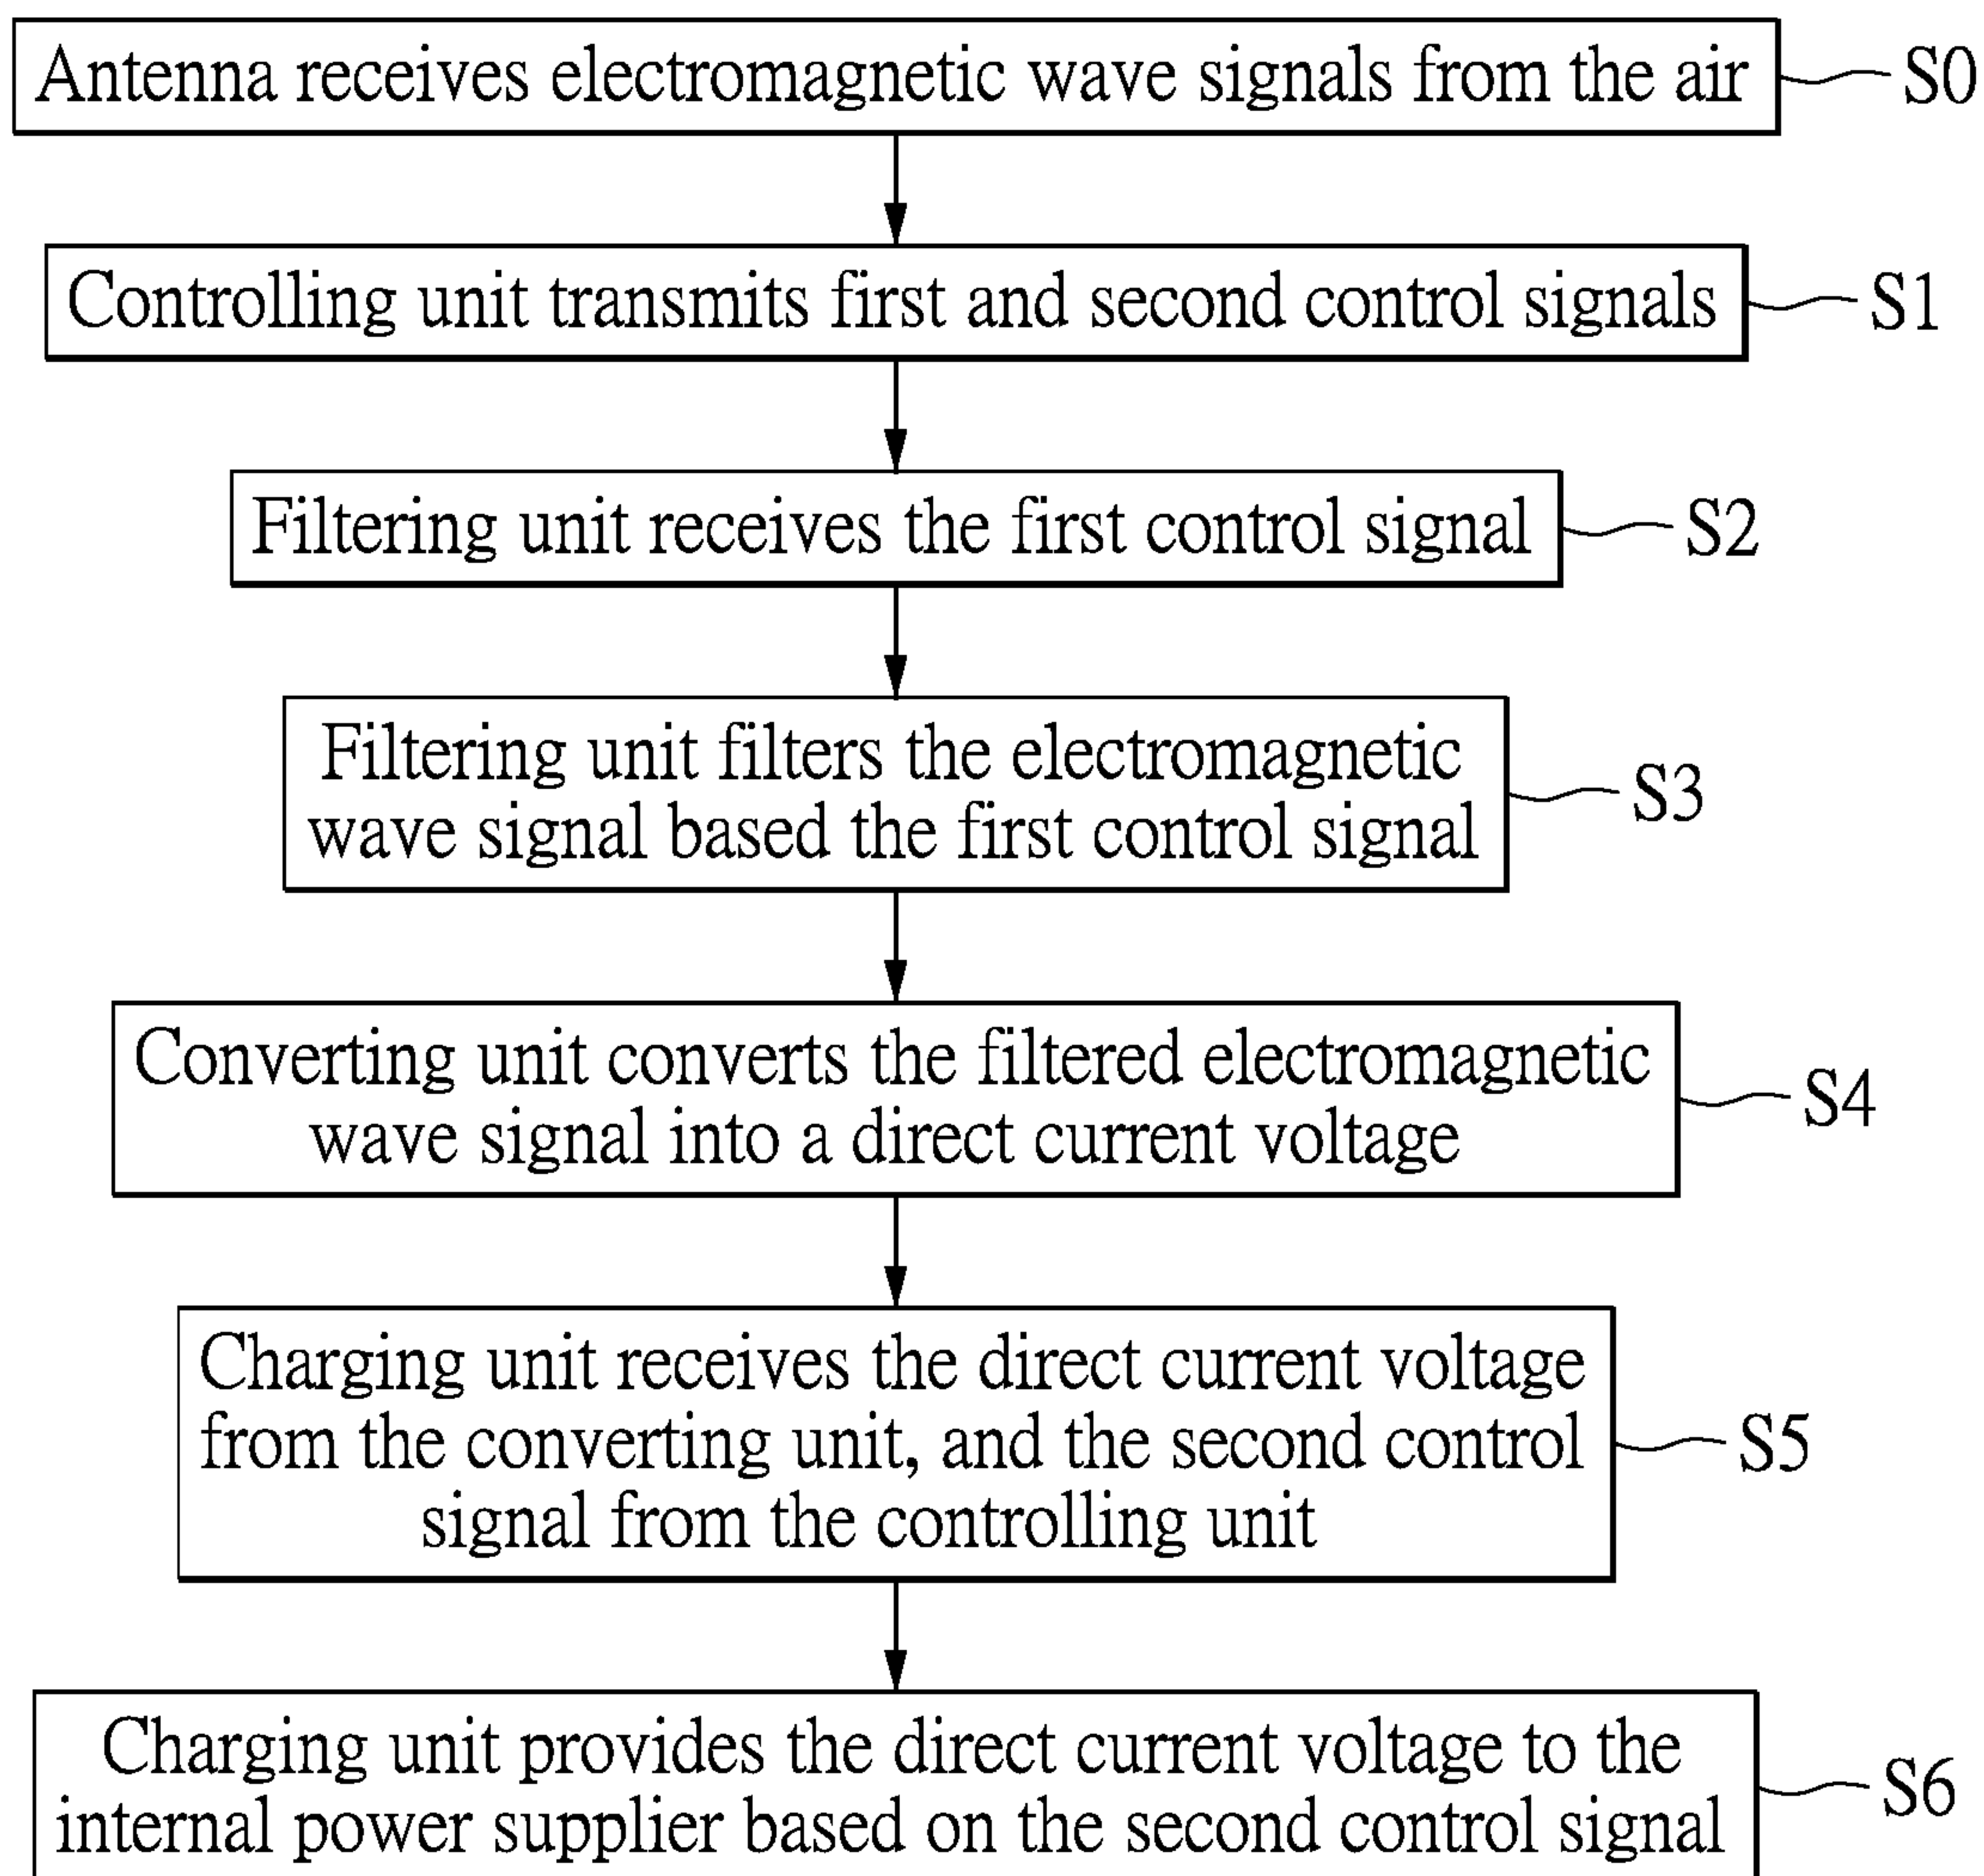 Antenna receives electromagnetic wave signals from the air
S0
Controlling unit transmits first and second control signals
S1
Filtering unit receives the first control signal
S2
Filtering unit filters the electromagnetic
wave signal based the first control signal
S3
Converting unit converts the filtered electromagnetic
wave signal into a direct current voltage
S4
Charging unit receives the direct current voltage
from the converting unit, and the second control
signal from the controlling unit
S5
Charging unit provides the direct current voltage to the
internal power supplier based on the second control signal
S6